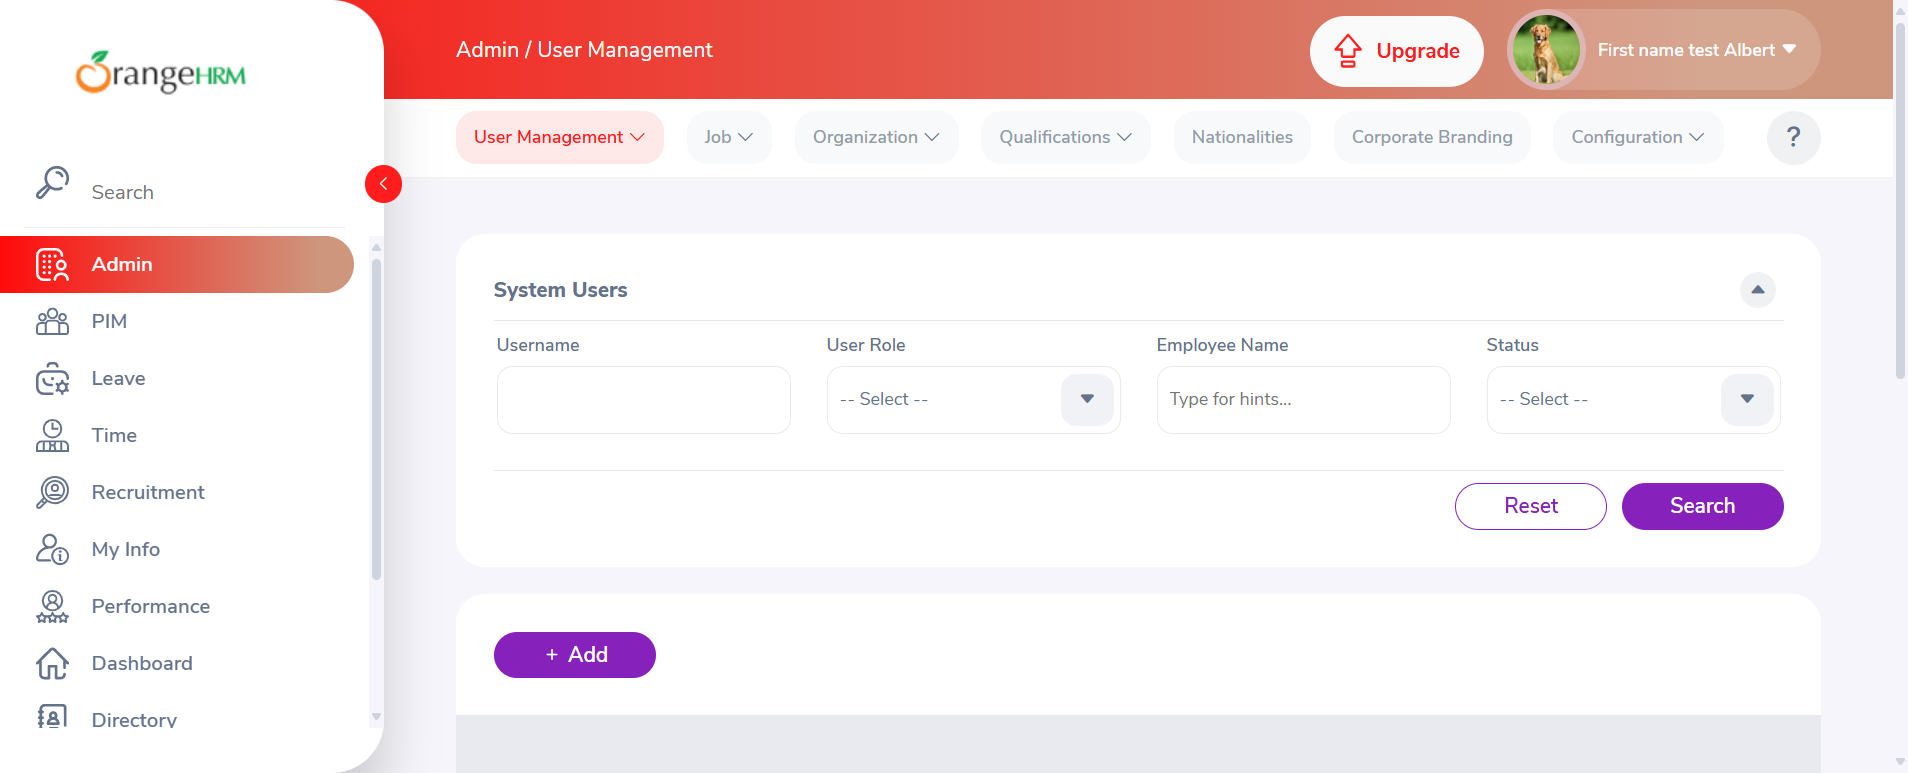 OrangeHRM
Search
Admin
PIM
Leave
Time
Recruitment
My Info
Performance
Dashboard
Directory
Admin / User Management
Upgrade
First name test Albert
User Management
Job
Organization
Qualifications
Nationalities
Corporate Branding
Configuration
?
System Users
Username
User Role
Employee Name
Status
-- Select --
Type for hints...
-- Select --
Reset
Search
+ Add